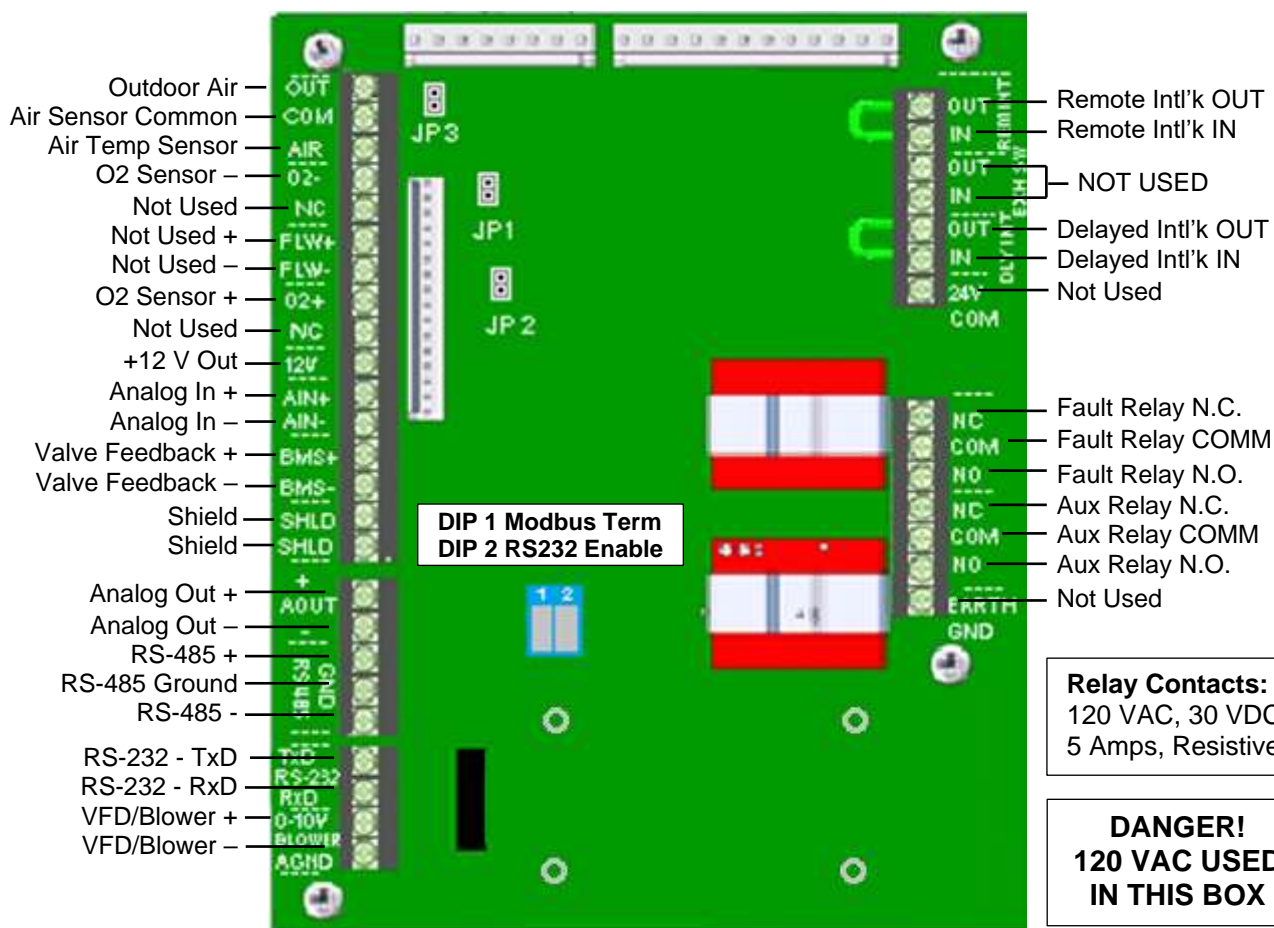 Outdoor Air
Air Sensor Common
Air Temp Sensor
O2 Sensor –
Not Used
Not Used +
Not Used –
O2 Sensor +
Not Used
+12 V Out
Analog In +
Analog In –
Valve Feedback +
Valve Feedback –
Shield
Shield
Analog Out +
Analog Out –
RS-485 +
RS-485 Ground
RS-485 -
RS-232 - TxD
RS-232 - RxD
VFD/Blower +
VFD/Blower –
OUT
COM
AIR
O2-
NC
FLW+
FLW-
O2+
NC
12V
AIN+
AIN-
BMS+
BMS-
SHLD
SHLD
+
AOUT
-
GND
RS485
TxD
RS-232
RxD
0-10V
BLOWER
AGND
JP3
JP1
JP 2
DIP 1 Modbus Term
DIP 2 RS232 Enable
1 2
OUT
IN
OUT
IN
OUT
IN
24V
COM
REMINT
EXH SW
DLYINT
NC
COM
NO
NC
COM
NO
EARTH
GND
Remote Intl’k OUT
Remote Intl’k IN
NOT USED
Delayed Intl’k OUT
Delayed Intl’k IN
Not Used
Fault Relay N.C.
Fault Relay COMM
Fault Relay N.O.
Aux Relay N.C.
Aux Relay COMM
Aux Relay N.O.
Not Used
Relay Contacts:
120 VAC, 30 VDC
5 Amps, Resistive
DANGER!
120 VAC USED
IN THIS BOX